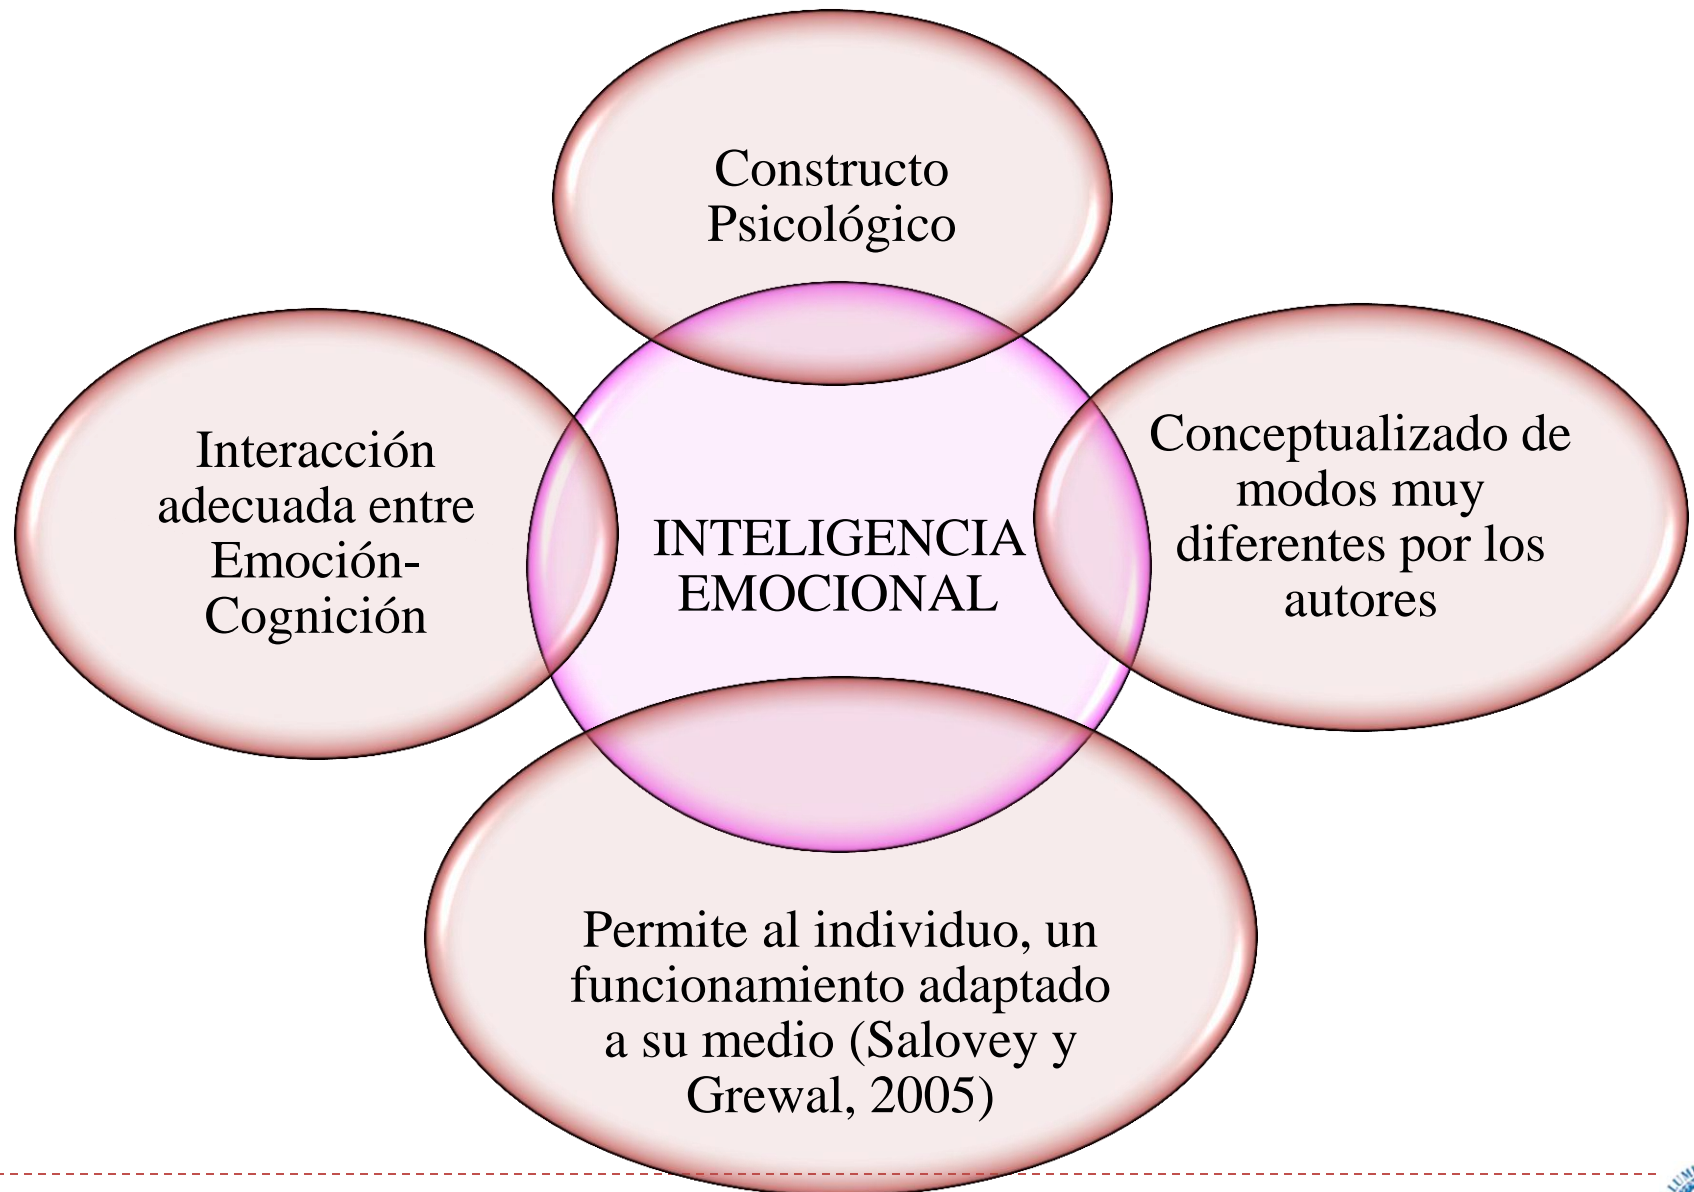 Constructo
Psicológico
Interacción
adecuada entre
Emoción-
Cognición
INTELIGENCIA
EMOCIONAL
Conceptualizado de
modos muy
diferentes por los
autores
Permite al individuo, un
funcionamiento adaptado
a su medio (Salovey y
Grewal, 2005)